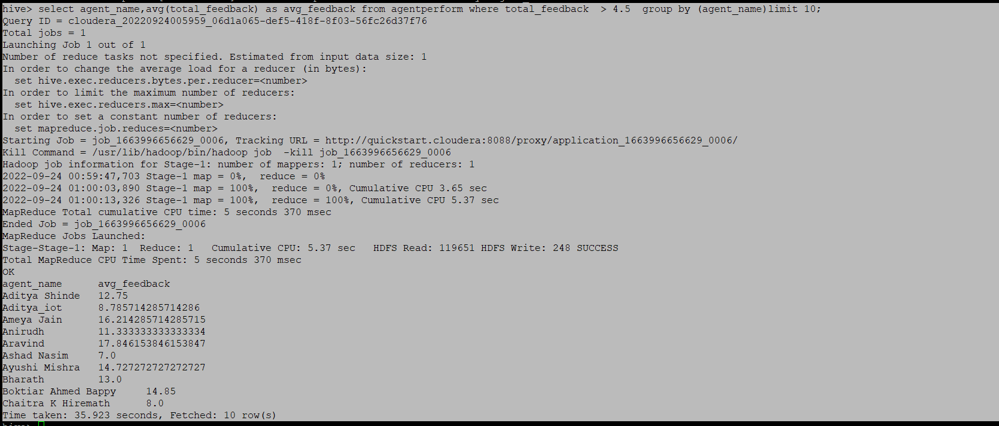 hive> select agent_name,avg(total_feedback) as avg_feedback from agentperform where total_feedback  > 4.5  group by (agent_name)limit 10;
Query ID = cloudera_20220924005959_06d1a065-def5-418f-8f03-56fc26d37f76
Total jobs = 1
Launching Job 1 out of 1
Number of reduce tasks not specified. Estimated from input data size: 1
In order to change the average load for a reducer (in bytes):
  set hive.exec.reducers.bytes.per.reducer=<number>
In order to limit the maximum number of reducers:
  set hive.exec.reducers.max=<number>
In order to set a constant number of reducers:
  set mapreduce.job.reduces=<number>
Starting Job = job_1663996656629_0006, Tracking URL = http://quickstart.cloudera:8088/proxy/application_1663996656629_0006/
Kill Command = /usr/lib/hadoop/bin/hadoop job  -kill job_1663996656629_0006
Hadoop job information for Stage-1: number of mappers: 1; number of reducers: 1
2022-09-24 00:59:47,703 Stage-1 map = 0%,  reduce = 0%
2022-09-24 01:00:03,890 Stage-1 map = 100%,  reduce = 0%, Cumulative CPU 3.65 sec
2022-09-24 01:00:13,326 Stage-1 map = 100%,  reduce = 100%, Cumulative CPU 5.37 sec
MapReduce Total cumulative CPU time: 5 seconds 370 msec
Ended Job = job_1663996656629_0006
MapReduce Jobs Launched:
Stage-Stage-1: Map: 1  Reduce: 1   Cumulative CPU: 5.37 sec   HDFS Read: 119651 HDFS Write: 248 SUCCESS
Total MapReduce CPU Time Spent: 5 seconds 370 msec
OK
agent_name      avg_feedback
Aditya Shinde   12.75
Aditya_iot      8.785714285714286
Ameya Jain      16.214285714285715
Anirudh         11.333333333333334
Aravind         17.846153846153847
Ashad Nasim     7.0
Ayushi Mishra   14.727272727272727
Bharath         13.0
Boktiar Ahmed Bappy     14.85
Chaitra K Hiremath      8.0
Time taken: 35.923 seconds, Fetched: 10 row(s)
hive>